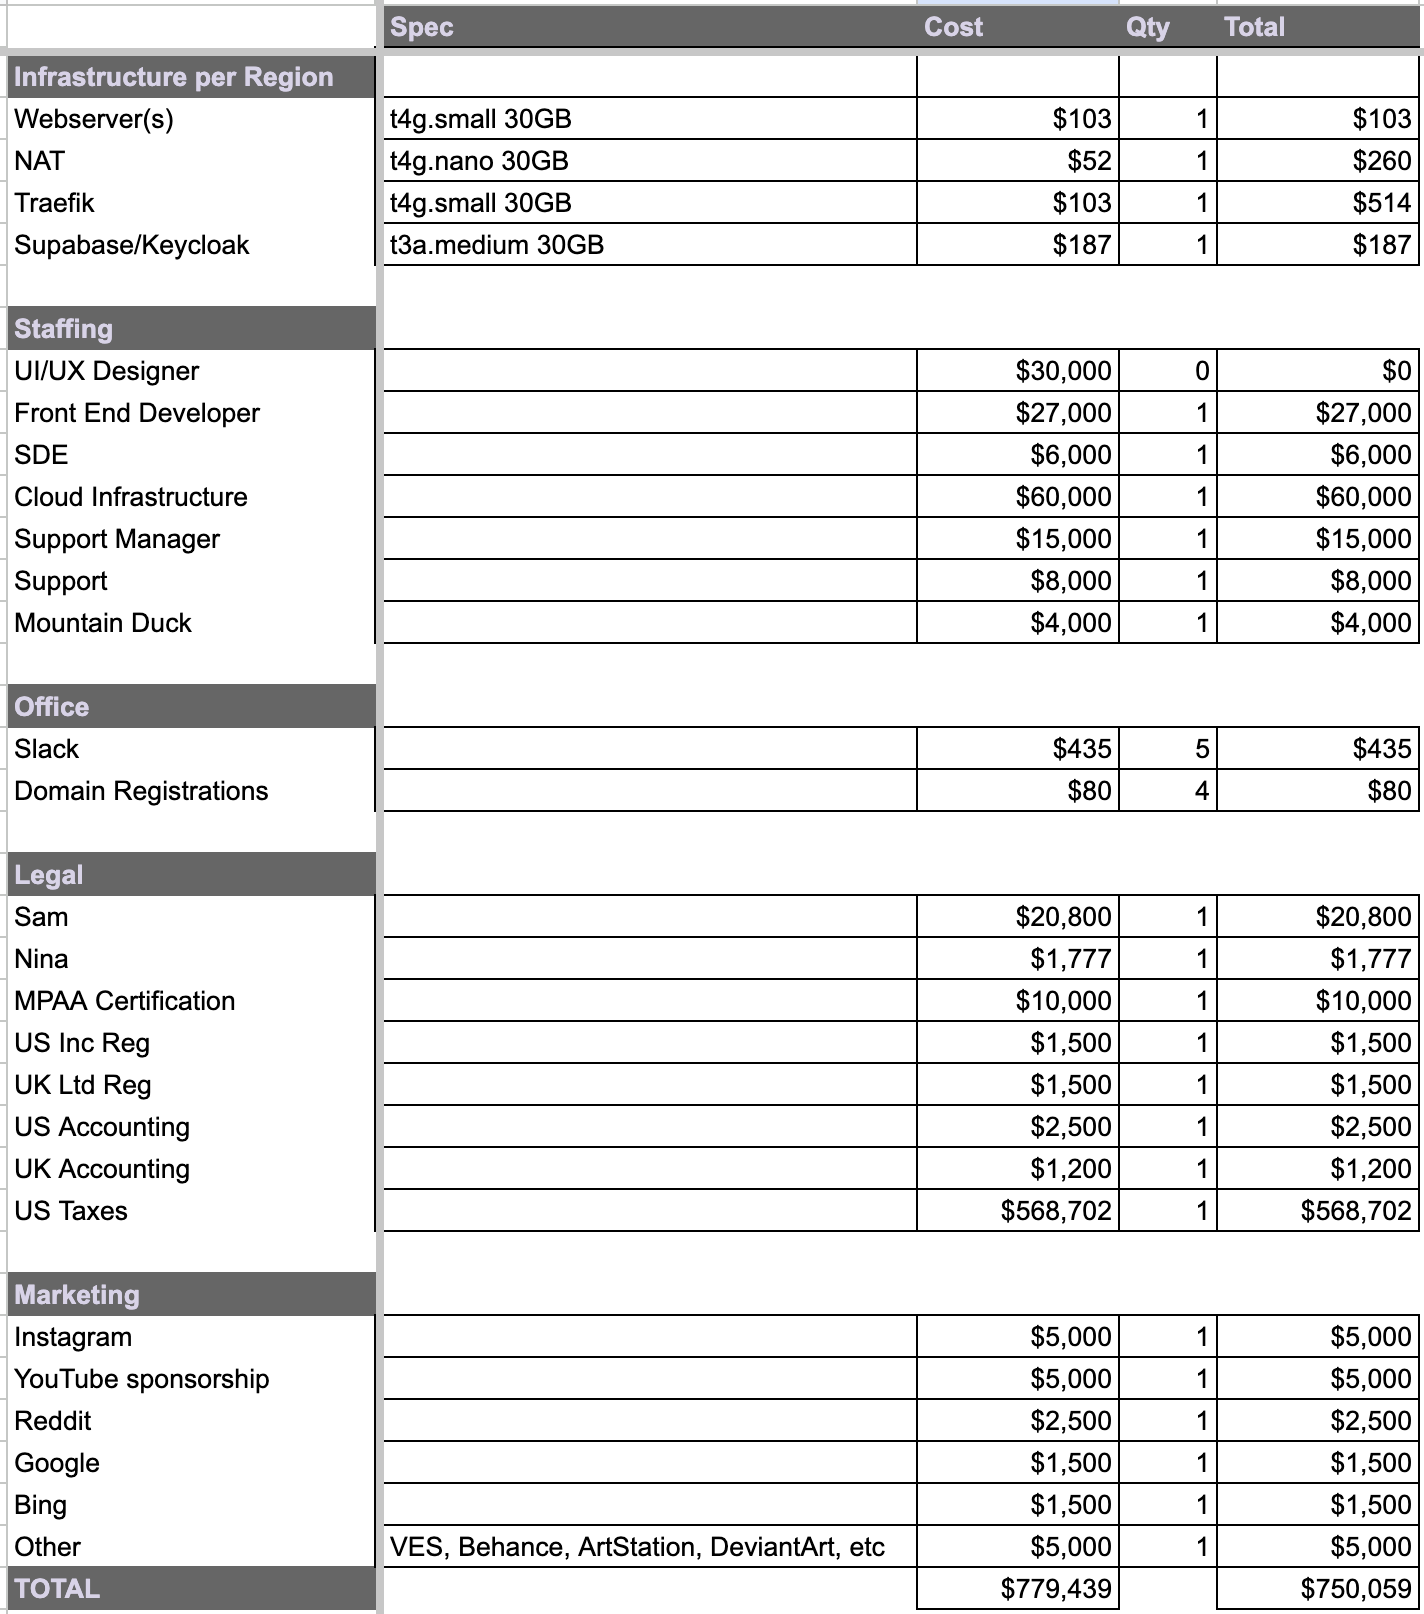 Spec Cost Qty Total
Infrastructure per Region
Webserver(s) t4g.small 30GB $103 1 $103
NAT t4g.nano 30GB $52 1 $260
Traefik t4g.small 30GB $103 1 $514
Supabase/Keycloak t3a.medium 30GB $187 1 $187
Staffing
UI/UX Designer $30,000 0 $0
Front End Developer $27,000 1 $27,000
SDE $6,000 1 $6,000
Cloud Infrastructure $60,000 1 $60,000
Support Manager $15,000 1 $15,000
Support $8,000 1 $8,000
Mountain Duck $4,000 1 $4,000
Office
Slack $435 5 $435
Domain Registrations $80 4 $80
Legal
Sam $20,800 1 $20,800
Nina $1,777 1 $1,777
MPAA Certification $10,000 1 $10,000
US Inc Reg $1,500 1 $1,500
UK Ltd Reg $1,500 1 $1,500
US Accounting $2,500 1 $2,500
UK Accounting $1,200 1 $1,200
US Taxes $568,702 1 $568,702
Marketing
Instagram $5,000 1 $5,000
YouTube sponsorship $5,000 1 $5,000
Reddit $2,500 1 $2,500
Google $1,500 1 $1,500
Bing $1,500 1 $1,500
Other VES, Behance, ArtStation, DeviantArt, etc $5,000 1 $5,000
TOTAL $779,439 $750,059